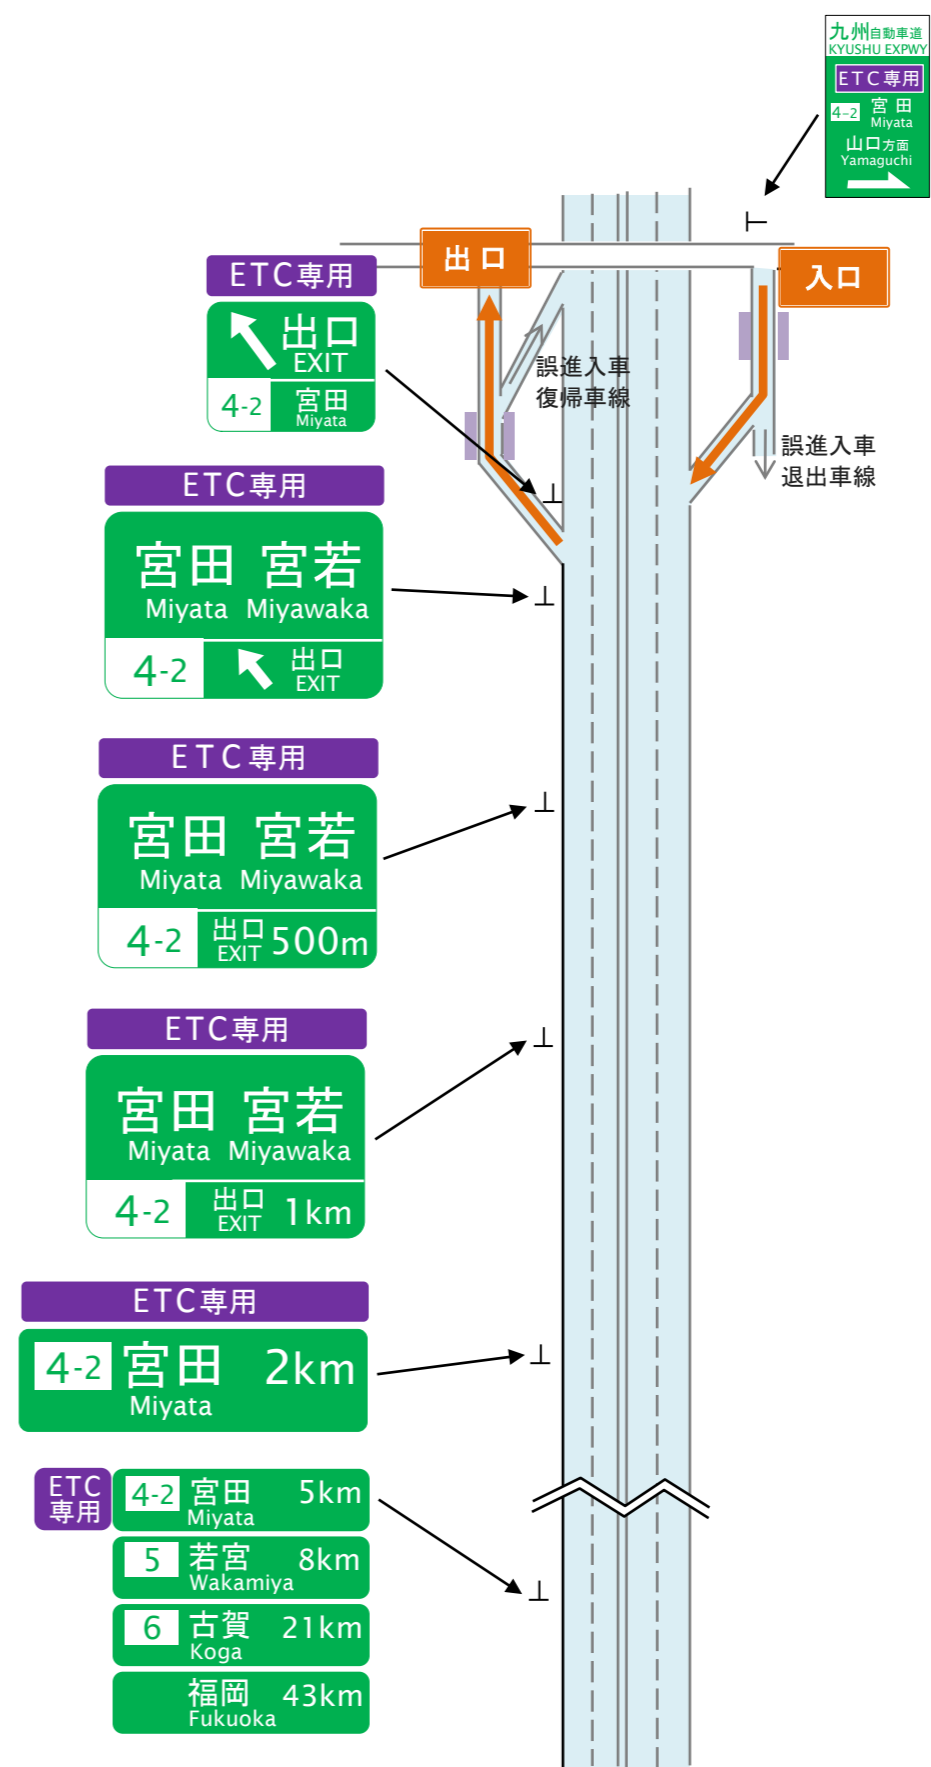 九州自動車道
KYUSHU EXPWY
ETC専用
4-2 宮田
Miyata
山口方面
Yamaguchi
出口
入口
誤進入車
復帰車線
誤進入車
退出車線
ETC専用
出口
EXIT
4-2 宮田
Miyata
ETC専用
宮田 宮若
Miyata Miyawaka
4-2 出口
EXIT
ETC専用
宮田 宮若
Miyata Miyawaka
4-2 出口 500m
EXIT
ETC専用
宮田 宮若
Miyata Miyawaka
4-2 出口 1km
EXIT
ETC専用
4-2 宮田 2km
Miyata
ETC
専用
4-2 宮田 5km
Miyata
5 若宮 8km
Wakamiya
6 古賀 21km
Koga
福岡 43km
Fukuoka